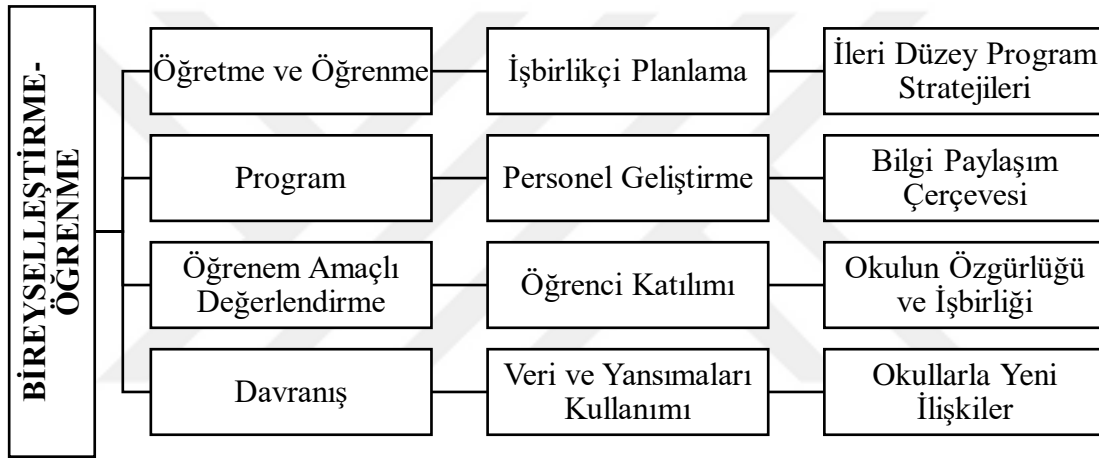 BİREYSELLEŞTİRME-
ÖĞRENME
Öğretme ve Öğrenme
İşbirlikçi Planlama
İleri Düzey Program
Stratejileri
Program
Personel Geliştirme
Bilgi Paylaşım
Çerçevesi
Öğrenem Amaçlı
Değerlendirme
Öğrenci Katılımı
Okulun Özgürlüğü
ve İşbirliği
Davranış
Veri ve Yansımaları
Kullanımı
Okullarla Yeni
İlişkiler